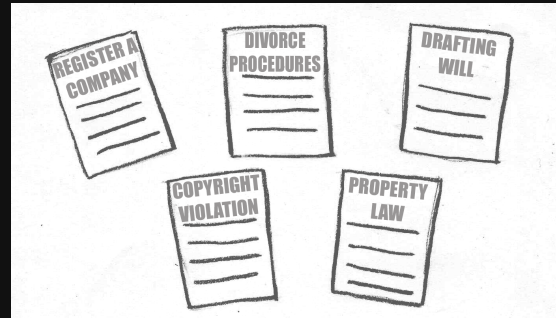 REGISTER A
COMPANY
DIVORCE
PROCEDURES
DRAFTING
WILL
COPYRIGHT
VIOLATION
PROPERTY
LAW